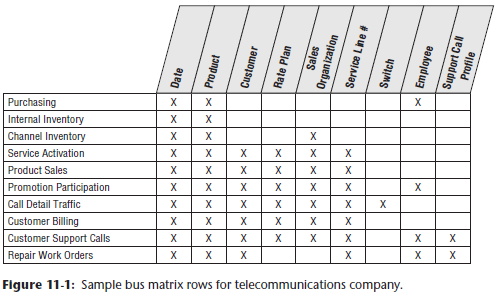 Date Product Customer Rate Plan Sales Organization Service Line # Switch Employee Support Call Profile
Purchasing X X X
Internal Inventory X X
Channel Inventory X X X
Service Activation X X X X X X
Product Sales X X X X X X
Promotion Participation X X X X X X X
Call Detail Traffic X X X X X X X
Customer Billing X X X X X X
Customer Support Calls X X X X X X X X
Repair Work Orders X X X X X X
Figure 11-1: Sample bus matrix rows for telecommunications company.